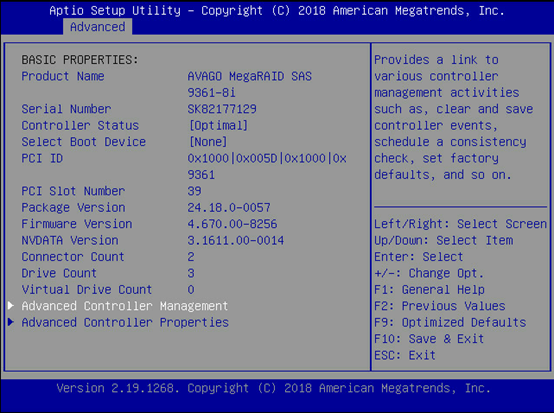 Aptio Setup Utility – Copyright (C) 2018 American Megatrends, Inc.
Advanced
BASIC PROPERTIES:
Product Name AVAGO MegaRAID SAS
9361-8i
Serial Number SK82177129
Controller Status [Optimal]
Select Boot Device [None]
PCI ID 0x1000|0x005D|0x1000|0x
9361
PCI Slot Number 39
Package Version 24.18.0-0057
Firmware Version 4.670.00-8256
NVDATA Version 3.1611.00-0014
Connector Count 2
Drive Count 3
Virtual Drive Count 0
Advanced Controller Management
Advanced Controller Properties
Provides a link to
various controller
management activities
such as, clear and save
controller events,
schedule a consistency
check, set factory
defaults, and so on.
Left/Right: Select Screen
Up/Down: Select Item
Enter: Select
+/-: Change Opt.
F1: General Help
F2: Previous Values
F9: Optimized Defaults
F10: Save & Exit
ESC: Exit
Version 2.19.1268. Copyright (C) 2018 American Megatrends, Inc.